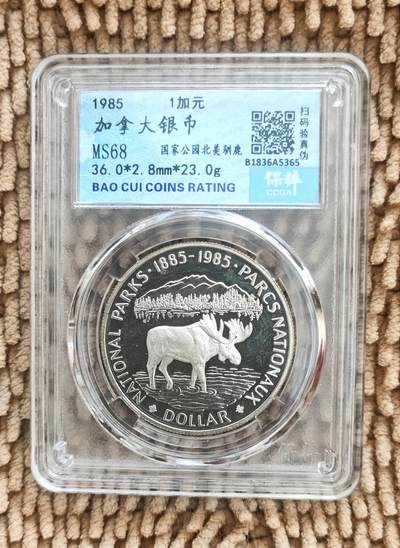 1985 1加元
加拿大银币
MS68 国家公园北美驯鹿
36.0*2.8mm*23.0g
BAO CUI COINS RATING
扫码验真伪
B1836A5365
保粹
COGA
NATIONAL PARKS · 1885-1985 · PARCS NATIONAUX
DOLLAR